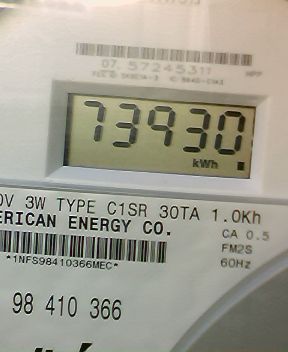 07 57245311
73930
kWh
0V 3W TYPE C1SR 30TA 1.0Kh
ERICAN ENERGY CO.
CA 0.5
FM2S
*1NFS98410366MEC*
60Hz
98 410 366